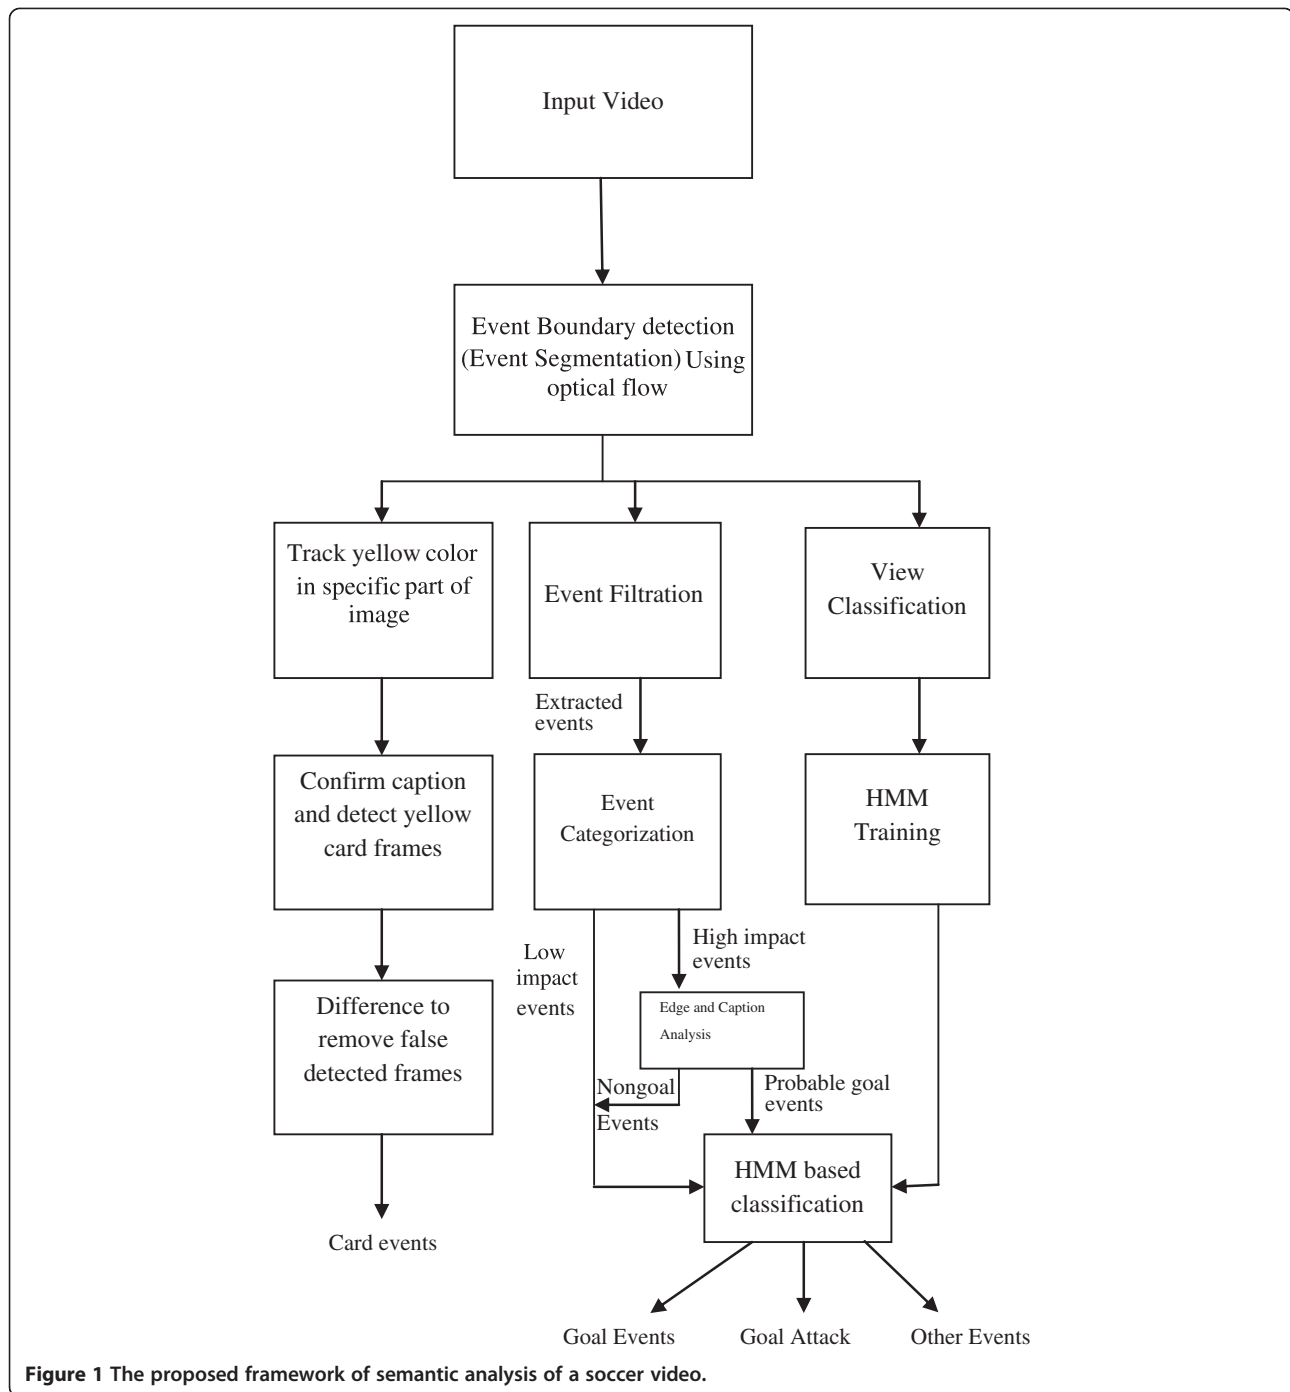 Input Video
Event Boundary detection
(Event Segmentation) Using
optical flow
Track yellow color
in specific part of
image
Event Filtration
View
Classification
Extracted
events
Confirm caption
and detect yellow
card frames
Event
Categorization
HMM
Training
Low
impact
events
High impact
events
Difference to
remove false
detected frames
Edge and Caption
Analysis
Nongoal
Events
Probable goal
events
HMM based
classification
Card events
Goal Events
Goal Attack
Other Events
Figure 1 The proposed framework of semantic analysis of a soccer video.